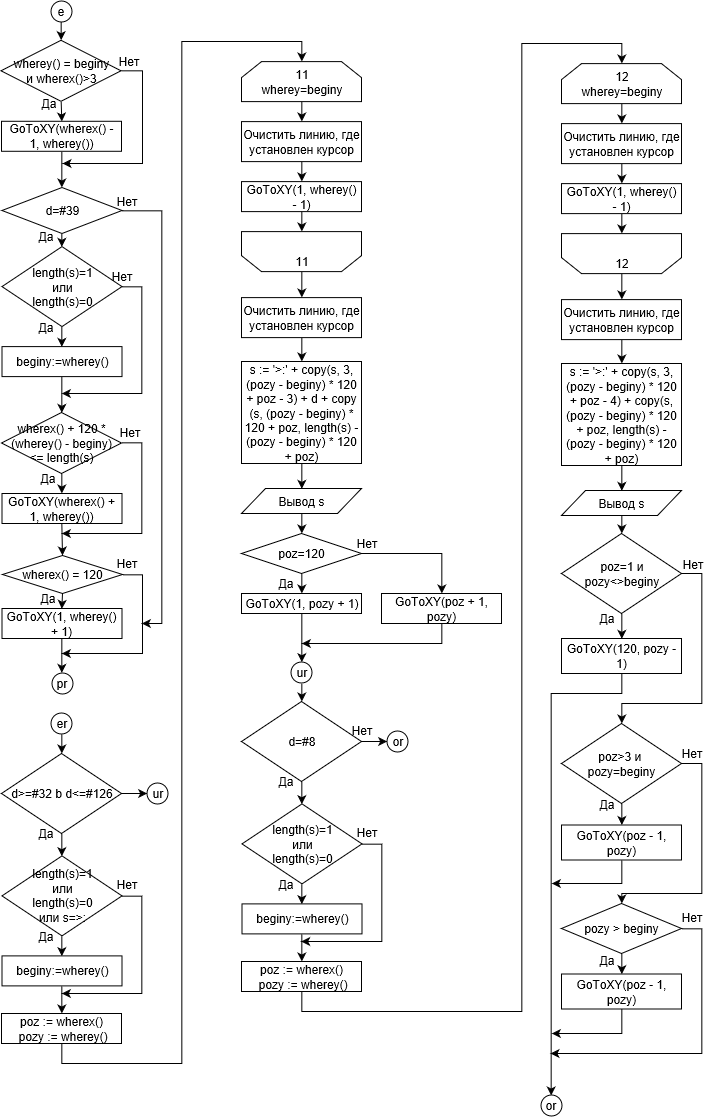 e
wherey() = beginy
и wherex()>3
Нет
Да
GoToXY(wherex() -
1, wherey())
d=#39
Нет
Да
length(s)=1
или
length(s)=0
Нет
Да
beginy:=wherey()
wherex() + 120 *
(wherey() - beginy)
<= length(s)
Нет
Да
GoToXY(wherex() +
1, wherey())
wherex() = 120
Нет
Да
GoToXY(1, wherey()
+ 1)
pr
er
d>=#32 b d<=#126
ur
Да
length(s)=1
или
length(s)=0
или s=>:
Нет
Да
beginy:=wherey()
poz := wherex()
pozy := wherey()
11
wherey=beginy
Очистить линию, где
установлен курсор
GoToXY(1, wherey()
- 1)
11
Очистить линию, где
установлен курсор
s := '>:' + copy(s, 3,
(pozy - beginy) * 120
+ poz - 3) + d + copy
(s, (pozy - beginy) *
120 + poz, length(s) -
(pozy - beginy) * 120
+ poz)
Вывод s
poz=120
Нет
Да
GoToXY(1, pozy + 1)
GoToXY(poz + 1,
pozy)
ur
d=#8
Нет
or
Да
length(s)=1
или
length(s)=0
Нет
Да
beginy:=wherey()
poz := wherex()
pozy := wherey()
12
wherey=beginy
Очистить линию, где
установлен курсор
GoToXY(1, wherey()
- 1)
12
Очистить линию, где
установлен курсор
s := '>:' + copy(s, 3,
(pozy - beginy) * 120
+ poz - 4) + copy(s,
(pozy - beginy) * 120
+ poz, length(s) -
(pozy - beginy) * 120
+ poz)
Вывод s
poz=1 и
pozy<>beginy
Нет
Да
GoToXY(120, pozy -
1)
poz>3 и
pozy=beginy
Нет
Да
GoToXY(poz - 1,
pozy)
pozy > beginy
Нет
Да
GoToXY(poz - 1,
pozy)
or